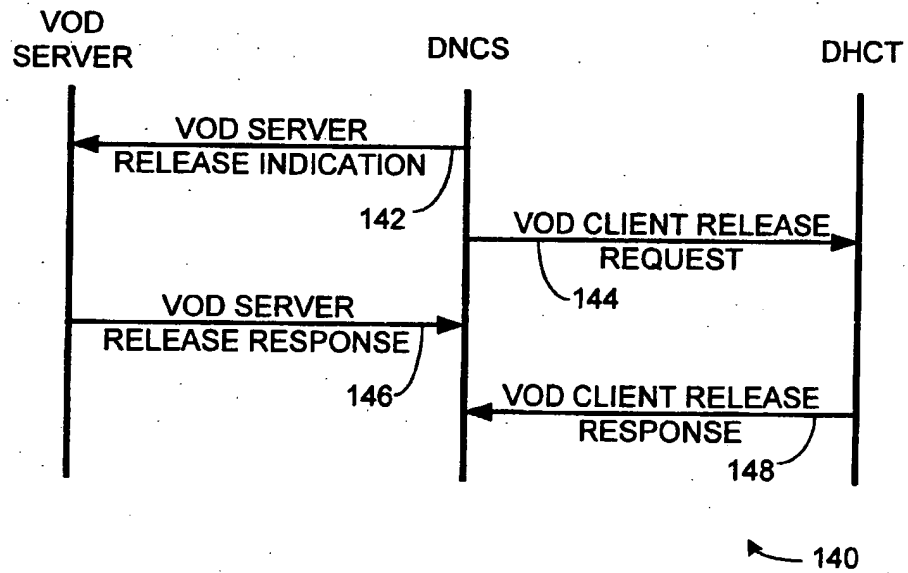 VOD
SERVER
DNCS
DHCT
VOD SERVER
RELEASE INDICATION
142
VOD CLIENT RELEASE
REQUEST
144
VOD SERVER
RELEASE RESPONSE
146
VOD CLIENT RELEASE
RESPONSE
148
140